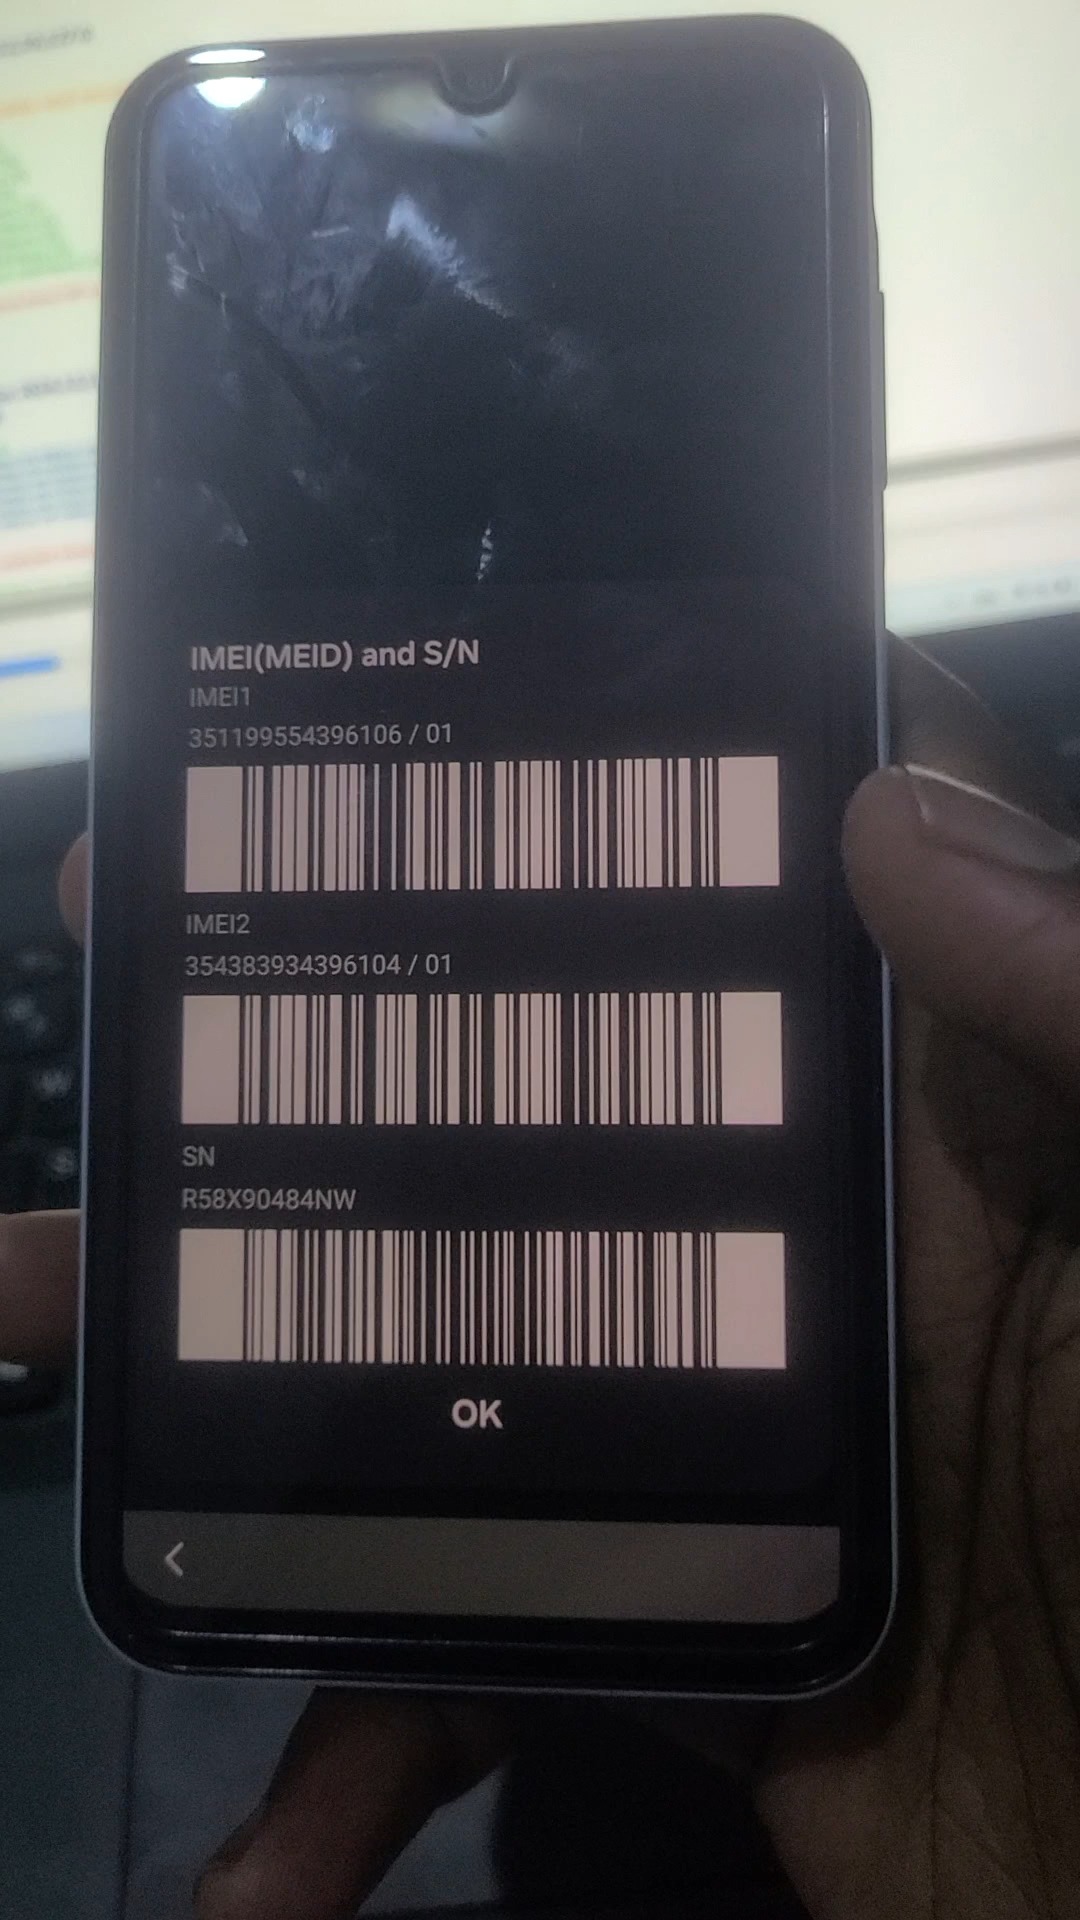 IMEI(MEID) and S/N
IMEI1
351199554396106 / 01
IMEI2
354383934396104 / 01
SN
R58X90484NW
OK
W
S